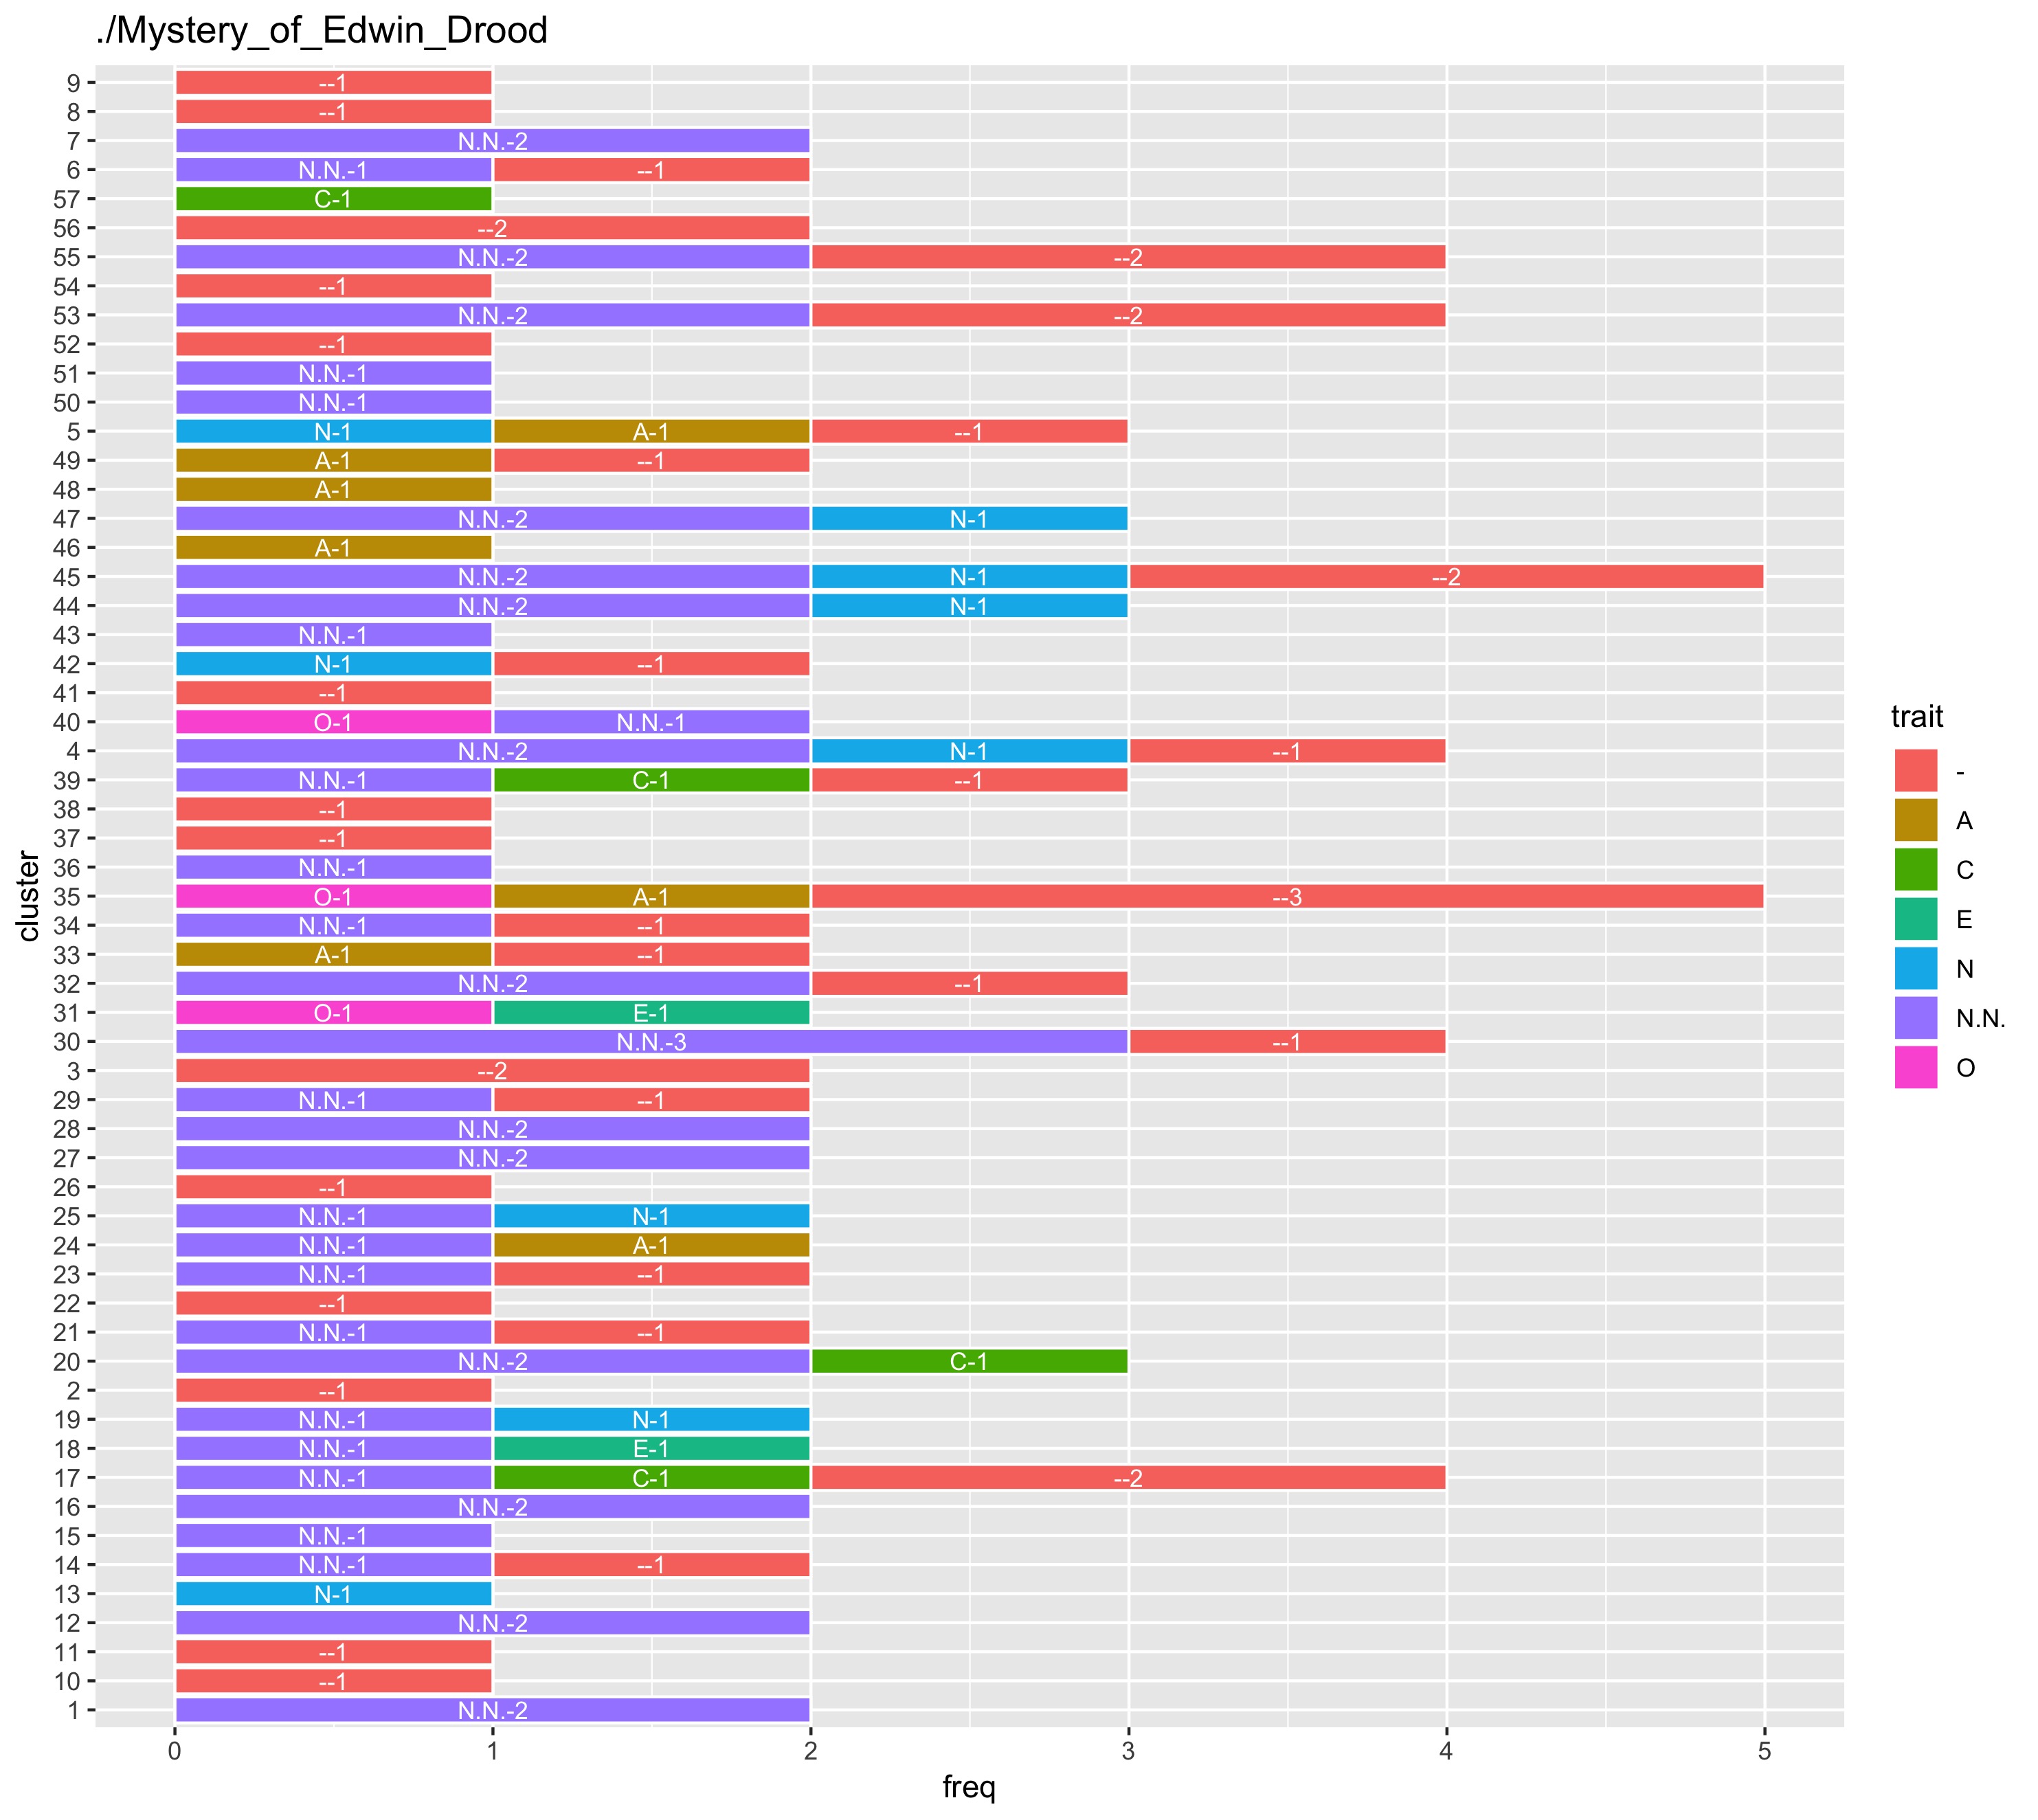 ./Mystery_of_Edwin_Drood
9 --1
8 --1
7 N.N.-2
6 N.N.-1 --1
57 C-1
56 --2
55 N.N.-2 --2
54 --1
53 N.N.-2 --2
52 --1
51 N.N.-1
50 N.N.-1
5 N-1 A-1 --1
49 A-1 --1
48 A-1
47 N.N.-2 N-1
46 A-1
45 N.N.-2 N-1 --2
44 N.N.-2 N-1
43 N.N.-1
42 N-1 --1
41 --1
40 O-1 N.N.-1
4 N.N.-2 N-1 --1
39 N.N.-1 C-1 --1
38 --1
37 --1
36 N.N.-1
35 O-1 A-1 --3
34 N.N.-1 --1
33 A-1 --1
32 N.N.-2 --1
31 O-1 E-1
30 N.N.-3 --1
3 --2
29 N.N.-1 --1
28 N.N.-2
27 N.N.-2
26 --1
25 N.N.-1 N-1
24 N.N.-1 A-1
23 N.N.-1 --1
22 --1
21 N.N.-1 --1
20 N.N.-2 C-1
2 --1
19 N.N.-1 N-1
18 N.N.-1 E-1
17 N.N.-1 C-1 --2
16 N.N.-2
15 N.N.-1
14 N.N.-1 --1
13 N-1
12 N.N.-2
11 --1
10 --1
1 N.N.-2
0 1 2 3 4 5
freq
cluster
trait
-
A
C
E
N
N.N.
O